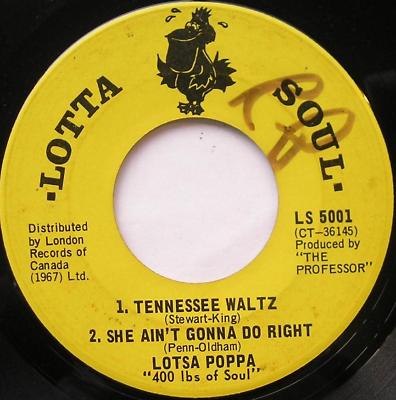 ·LOTTA SOUL·
Distributed
by London
Records of
Canada
(1967) Ltd.
LS 5001
(CT-36145)
Produced by
"THE
PROFESSOR"
1. TENNESSEE WALTZ
(Stewart-King)
2. SHE AIN'T GONNA DO RIGHT
(Penn-Oldham)
LOTSA POPPA
"400 lbs of Soul"